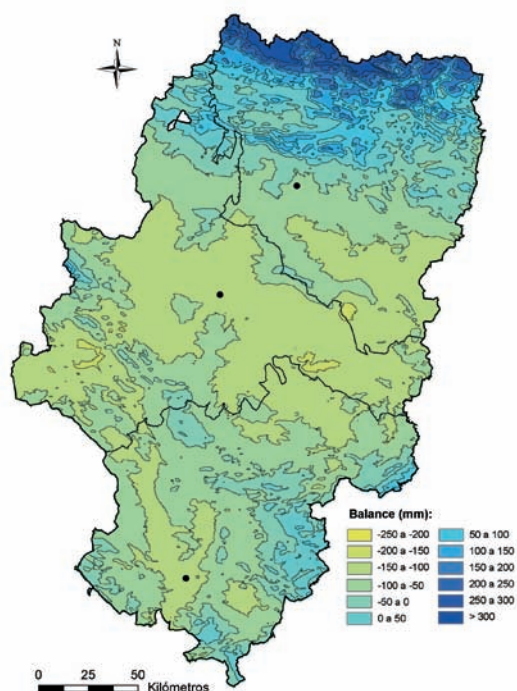 N
Balance (mm):
-250 a -200
-200 a -150
-150 a -100
-100 a -50
-50 a 0
0 a 50
50 a 100
100 a 150
150 a 200
200 a 250
250 a 300
> 300
0 25 50
Kilómetros